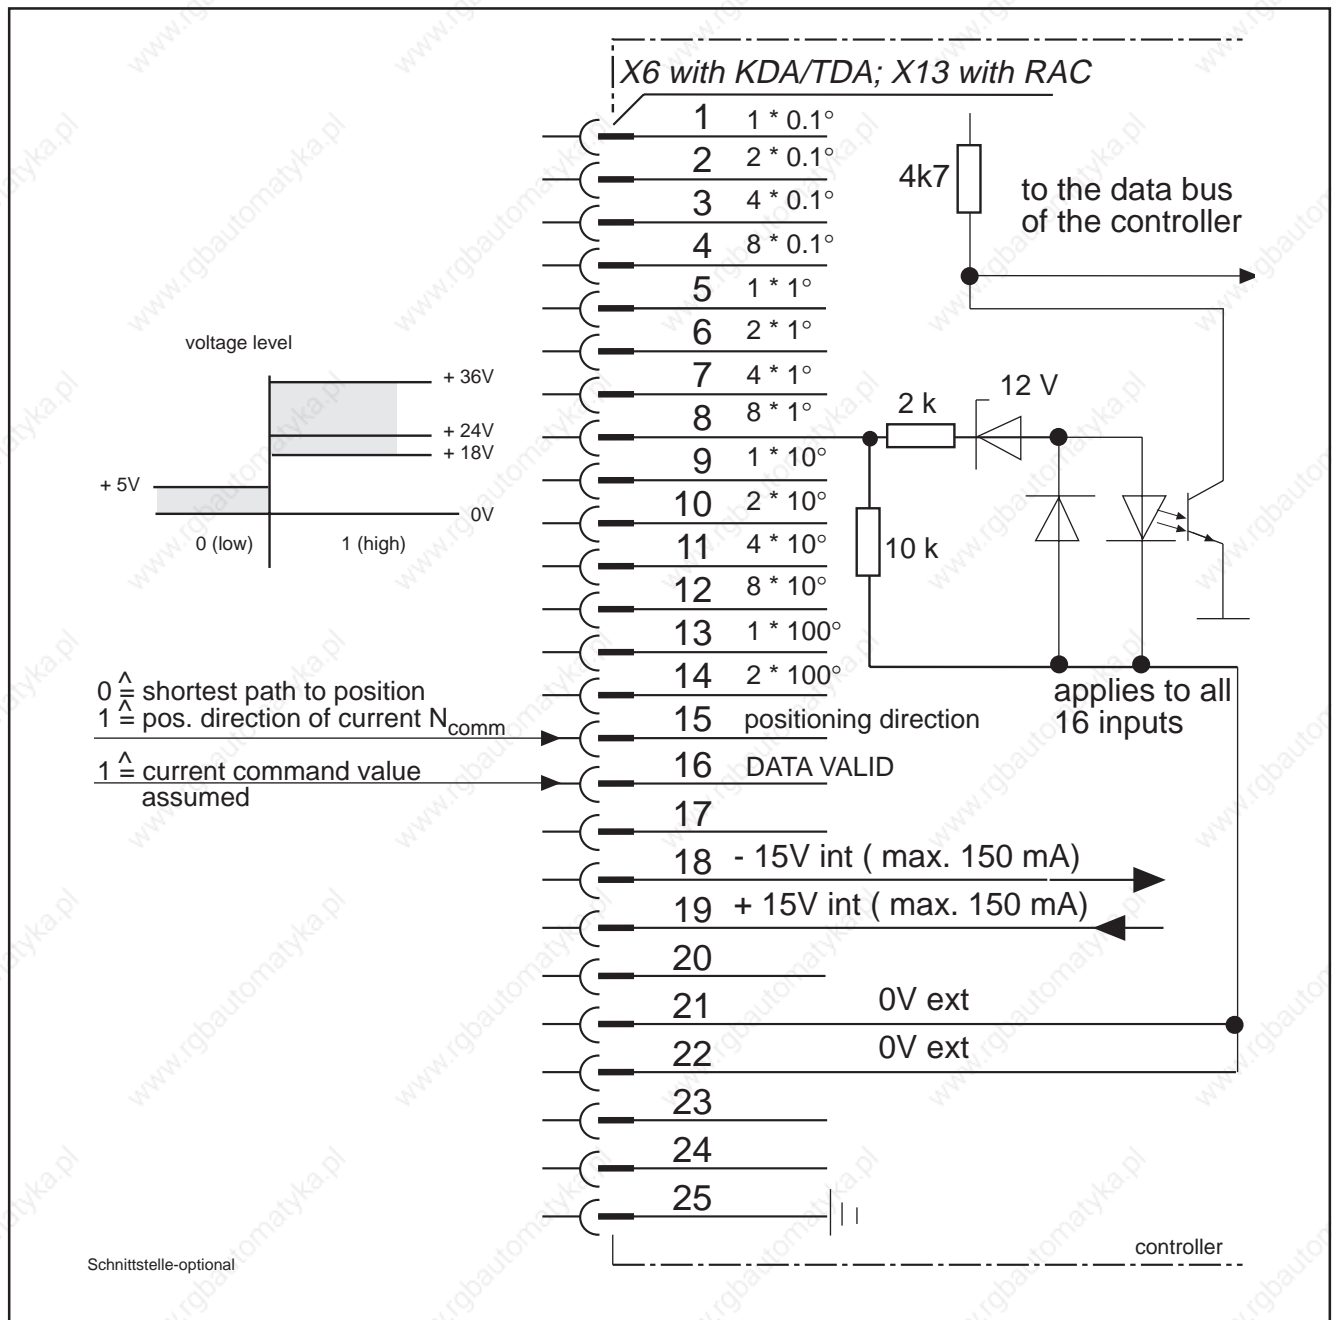 X6 with KDA/TDA; X13 with RAC
1 1 * 0.1°
2 2 * 0.1°
3 4 * 0.1°
4 8 * 0.1°
5 1 * 1°
6 2 * 1°
7 4 * 1°
8 8 * 1°
9 1 * 10°
10 2 * 10°
11 4 * 10°
12 8 * 10°
13 1 * 100°
14 2 * 100°
15 positioning direction
16 DATA VALID
17
18 - 15V int ( max. 150 mA)
19 + 15V int ( max. 150 mA)
20
21 0V ext
22 0V ext
23
24
25
4k7
to the data bus
of the controller
2 k
12 V
10 k
applies to all
16 inputs
voltage level
+ 36V
+ 24V
+ 18V
+ 5V
0V
0 (low)
1 (high)
0 ≙ shortest path to position
1 ≙ pos. direction of current Ncomm
1 ≙ current command value
assumed
controller
Schnittstelle-optional
www.rgbautomatyka.pl